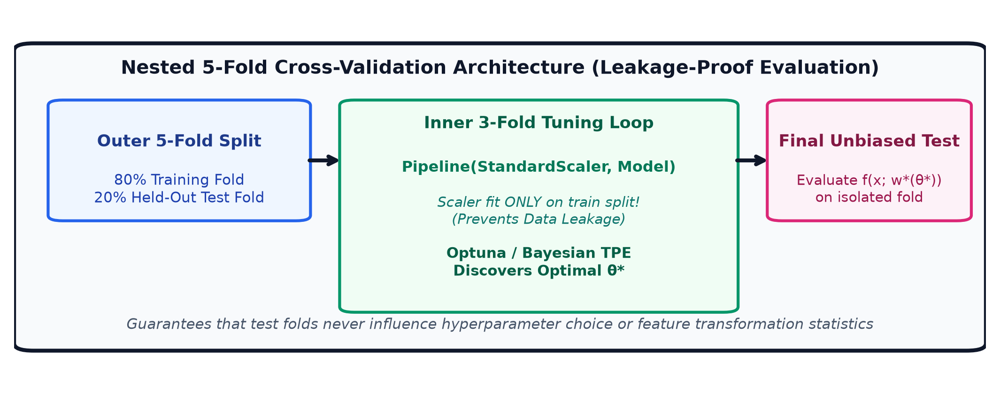 Nested 5-Fold Cross-Validation Architecture (Leakage-Proof Evaluation)
Outer 5-Fold Split
80% Training Fold
20% Held-Out Test Fold
Inner 3-Fold Tuning Loop
Pipeline(StandardScaler, Model)
Scaler fit ONLY on train split!
(Prevents Data Leakage)
Optuna / Bayesian TPE
Discovers Optimal θ*
Final Unbiased Test
Evaluate f(x; w*(θ*))
on isolated fold
Guarantees that test folds never influence hyperparameter choice or feature transformation statistics